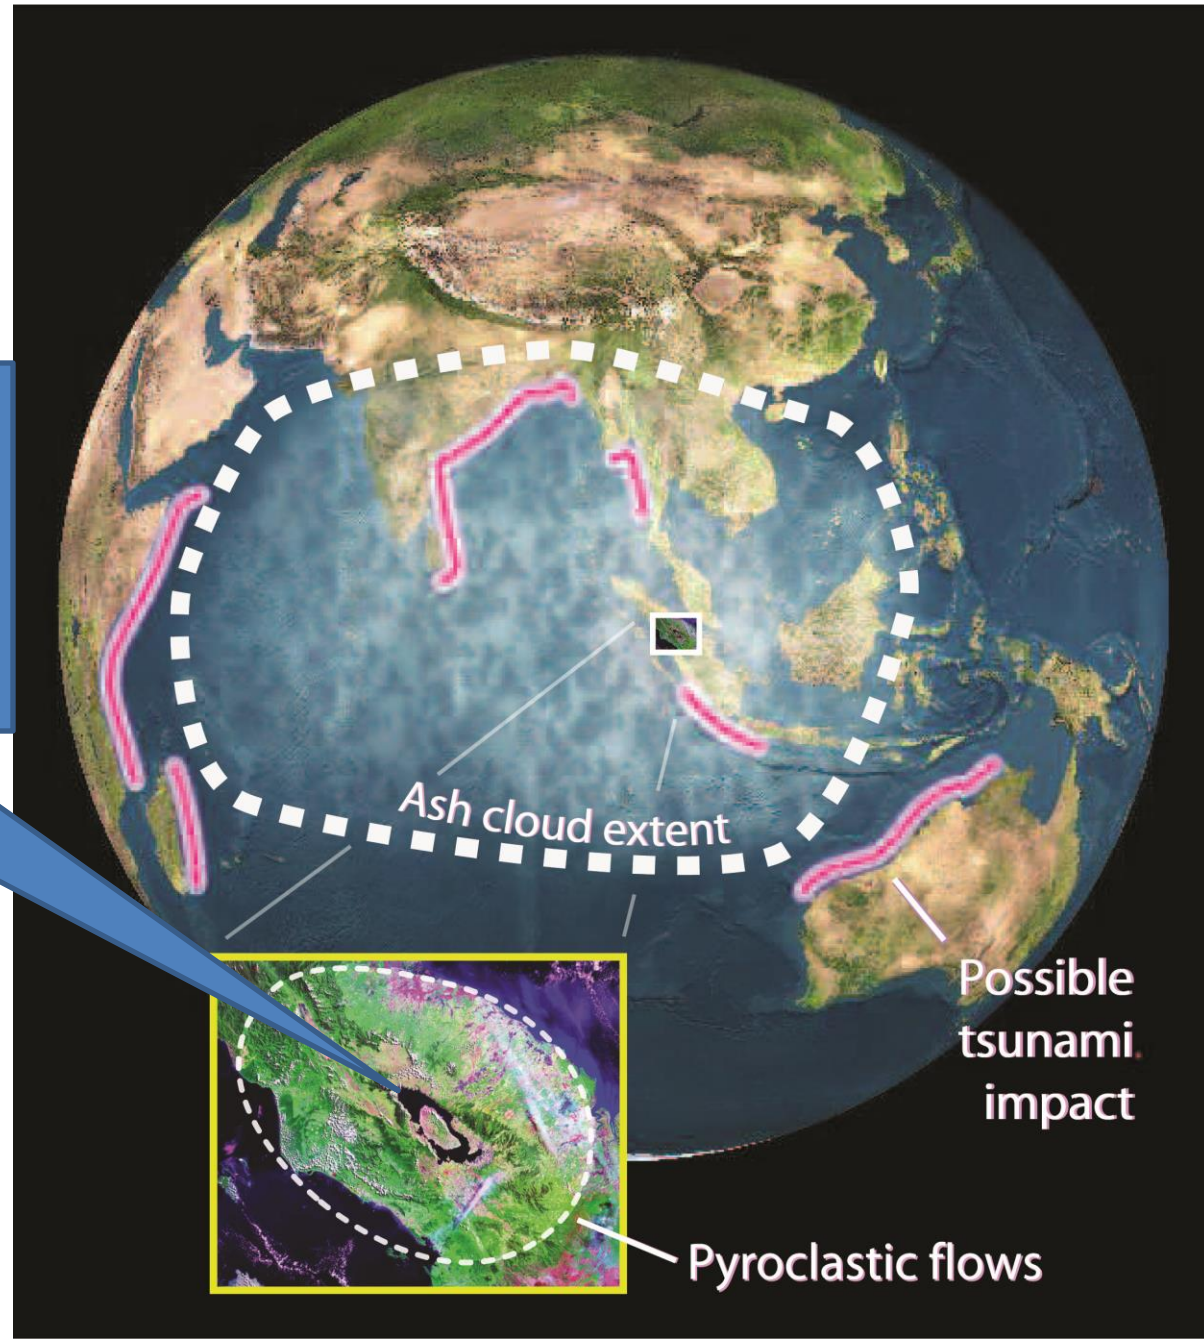 Ash cloud extent
Possible
tsunami
impact
Pyroclastic flows